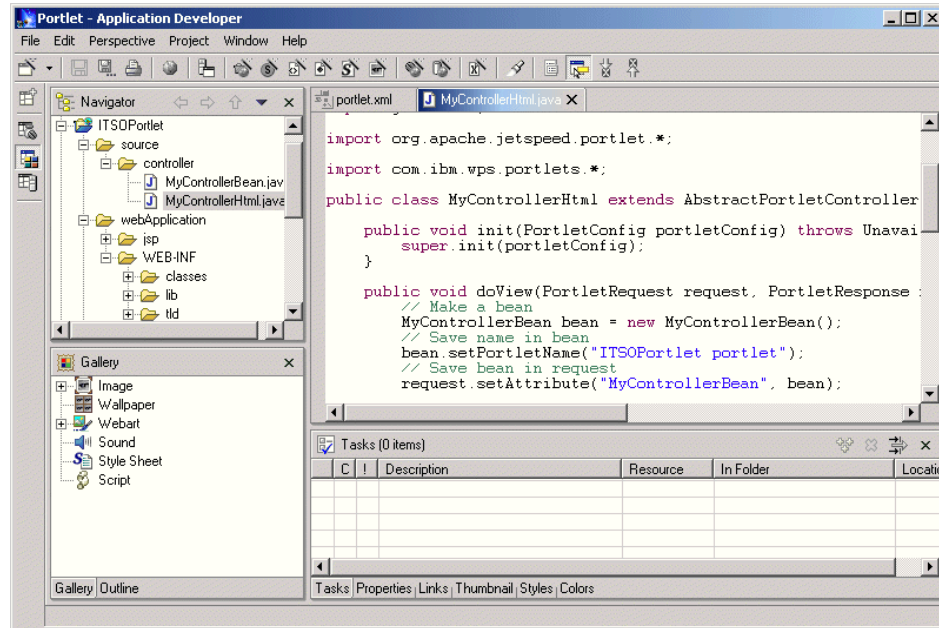 Portlet - Application Developer
File Edit Perspective Project Window Help
Navigator
ITSOPortlet
source
controller
MyControllerBean.jav
MyControllerHtml.java
webApplication
jsp
WEB-INF
classes
lib
tld
Gallery
Image
Wallpaper
Webart
Sound
Style Sheet
Script
Gallery Outline
portlet.xml MyControllerHtml.java
import org.apache.jetspeed.portlet.*;
import com.ibm.wps.portlets.*;
public class MyControllerHtml extends AbstractPortletController
public void init(PortletConfig portletConfig) throws Unavai
super.init(portletConfig);
}
public void doView(PortletRequest request, PortletResponse
// Make a bean
MyControllerBean bean = new MyControllerBean();
// Save name in bean
bean.setPortletName("ITSOPortlet portlet");
// Save bean in request
request.setAttribute("MyControllerBean", bean);
Tasks (0 items)
C ! Description Resource In Folder Locatio
Tasks Properties Links Thumbnail Styles Colors